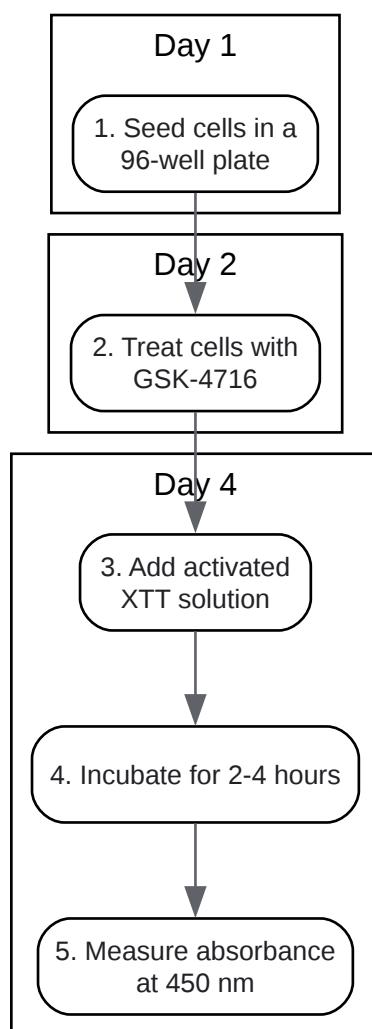 Day 1
1. Seed cells in a
96-well plate
Day 2
2. Treat cells with
GSK-4716
Day 4
3. Add activated
XTT solution
4. Incubate for 2-4 hours
5. Measure absorbance
at 450 nm